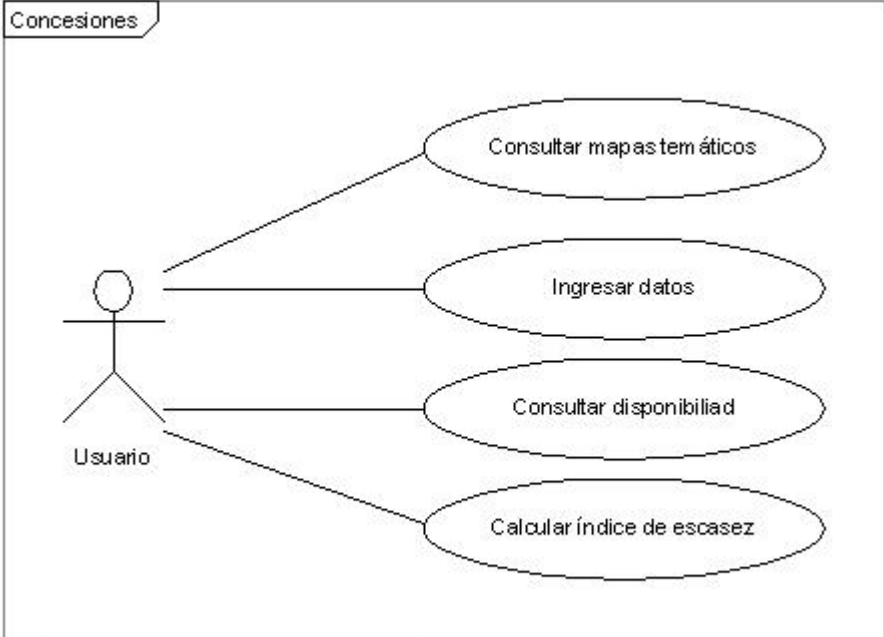 Concesiones
Consultar mapas temáticos
Ingresar datos
Consultar disponibiliad
Usuario
Calcular índice de escasez